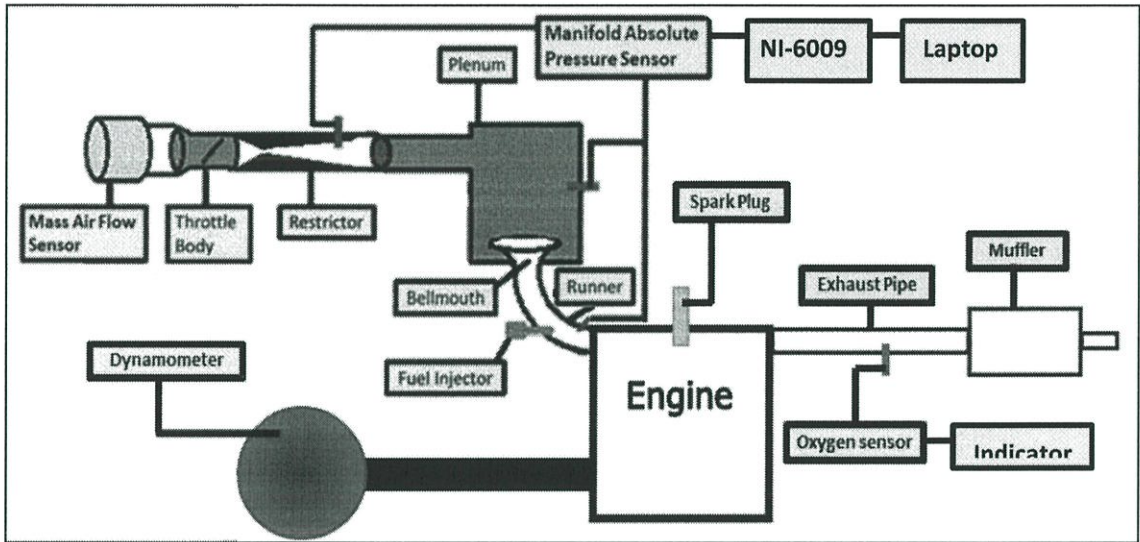 Manifold Absolute
Pressure Sensor
NI-6009
Laptop
Plenum
Mass Air Flow
Sensor
Throttle
Body
Restrictor
Spark Plug
Muffler
Bellmouth
Runner
Exhaust Pipe
Dynamometer
Fuel Injector
Engine
Oxygen sensor
Indicator